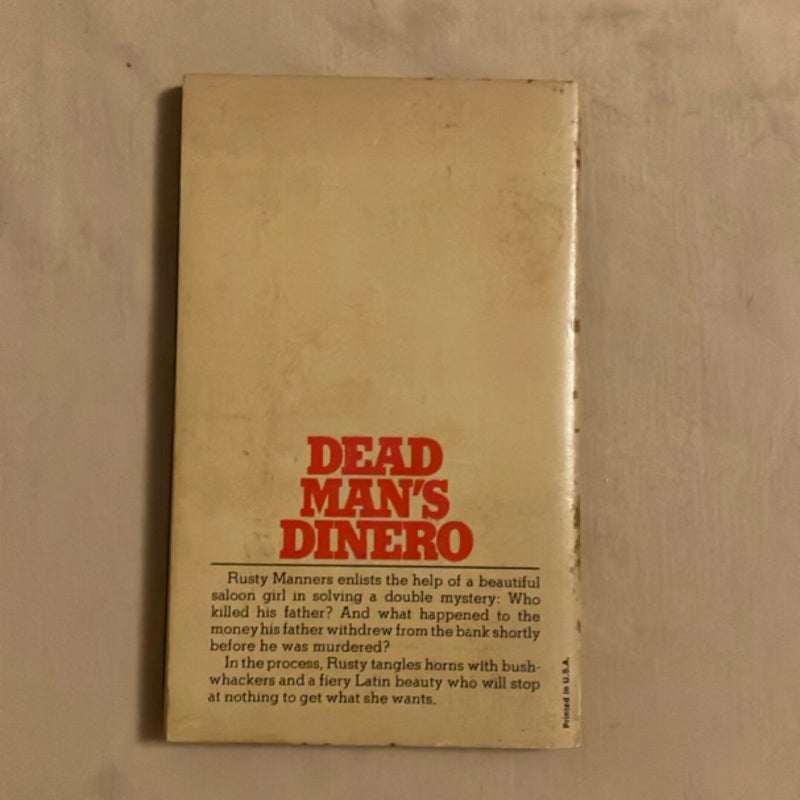 DEAD
MAN'S
DINERO
Rusty Manners enlists the help of a beautiful
saloon girl in solving a double mystery: Who
killed his father? And what happened to the
money his father withdrew from the bank shortly
before he was murdered?
In the process, Rusty tangles horns with bush-
whackers and a fiery Latin beauty who will stop
at nothing to get what she wants.
Printed in U.S.A.